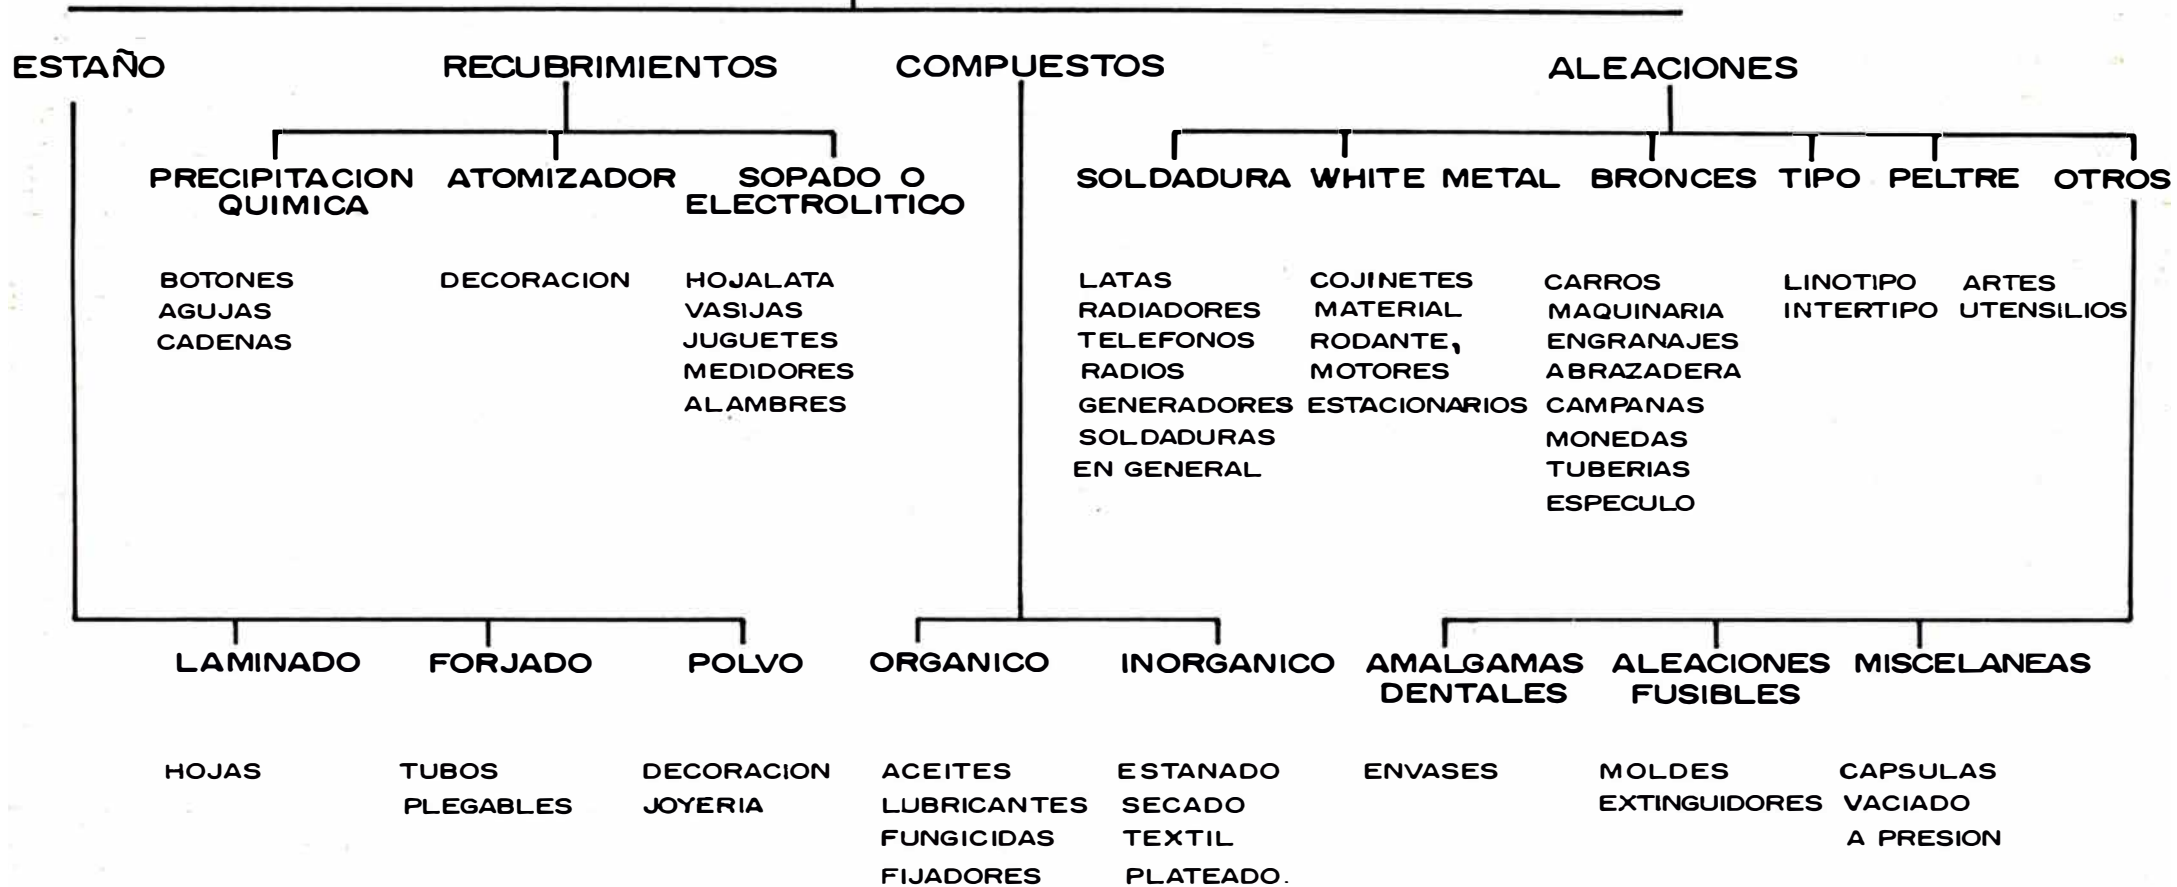 ESTAÑO RECUBRIMIENTOS COMPUESTOS ALEACIONES
PRECIPITACION QUIMICA
ATOMIZADOR
SOPADO O ELECTROLITICO
SOLDADURA WHITE METAL BRONCES TIPO PELTRE OTROS
BOTONES
AGUJAS
CADENAS
DECORACION
HOJALATA
VASIJAS
JUGUETES
MEDIDORES
ALAMBRES
LATAS
RADIADORES
TELEFONOS
RADIOS
GENERADORES
SOLDADURAS
EN GENERAL
COJINETES
MATERIAL
RODANTE,
MOTORES
ESTACIONARIOS
CARROS
MAQUINARIA
ENGRANAJES
ABRAZADERA
CAMPANAS
MONEDAS
TUBERIAS
ESPECULO
LINOTIPO
INTERTIPO
ARTES
UTENSILIOS
LAMINADO FORJADO POLVO ORGANICO INORGANICO
AMALGAMAS
DENTALES
ALEACIONES
FUSIBLES
MISCELANEAS
HOJAS
TUBOS
PLEGABLES
DECORACION
JOYERIA
ACEITES
LUBRICANTES
FUNGICIDAS
FIJADORES
ESTANADO
SECADO
TEXTIL
PLATEADO.
ENVASES
MOLDES
EXTINGUIDORES
CAPSULAS
VACIADO
A PRESION